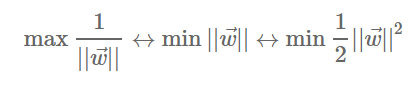 max 1/||w⃗|| ↔ min ||w⃗|| ↔ min 1/2 ||w⃗||²